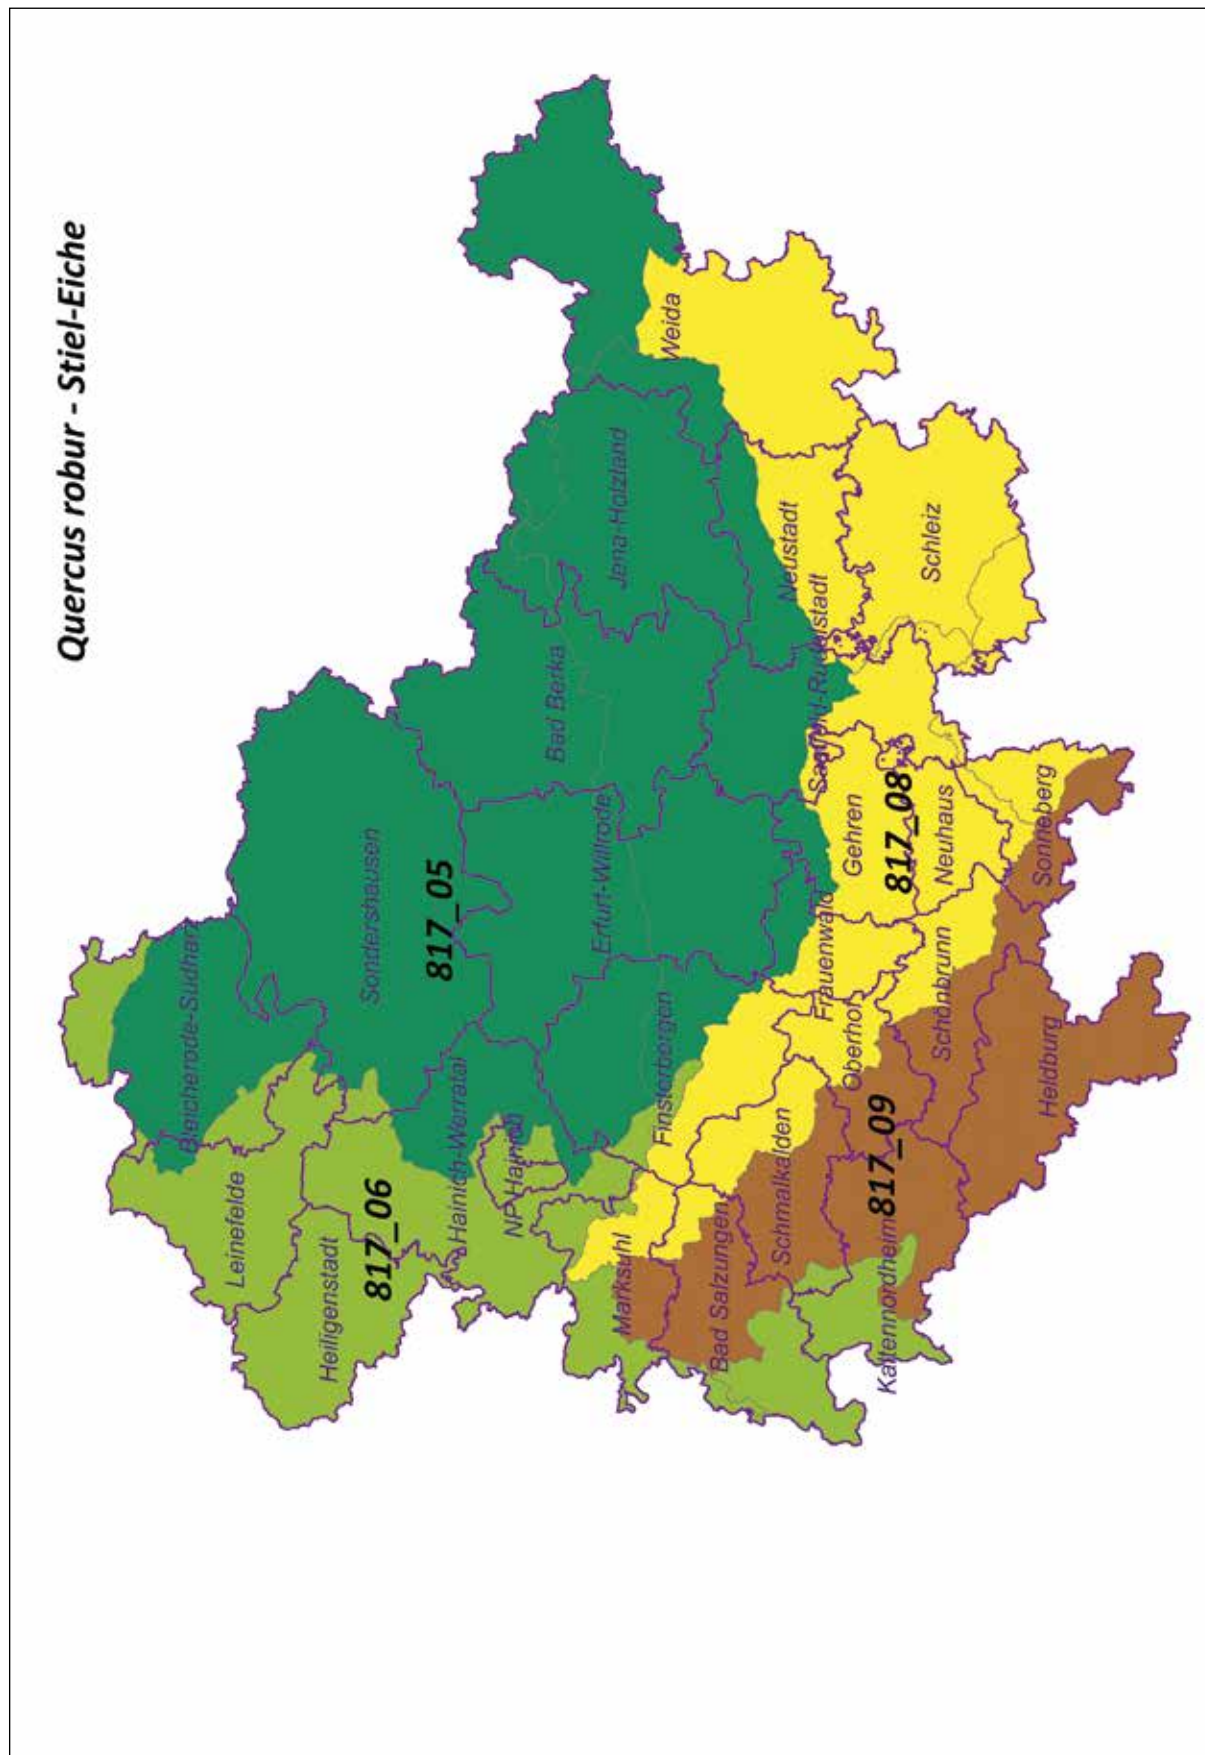 Quercus robur - Stiel-Eiche
Bleicherode-Südharz
Leinefelde
Heiligenstadt
Sondershausen
817_05
817_06
Hainich-Werratal
NP Hainich
Bad Berka
Erfurt-Willrode
Jena-Holzland
Weida
Finsterbergen
Marksuhl
Bad Salzungen
Schmalkalden
Neustadt
Saalfeld-Rudolstadt
Frauenwald
Oberhof
Gehren
817_08
817_09
Kaltennordheim
Schleiz
Neuhaus
Schönbrunn
Sonneberg
Heldburg